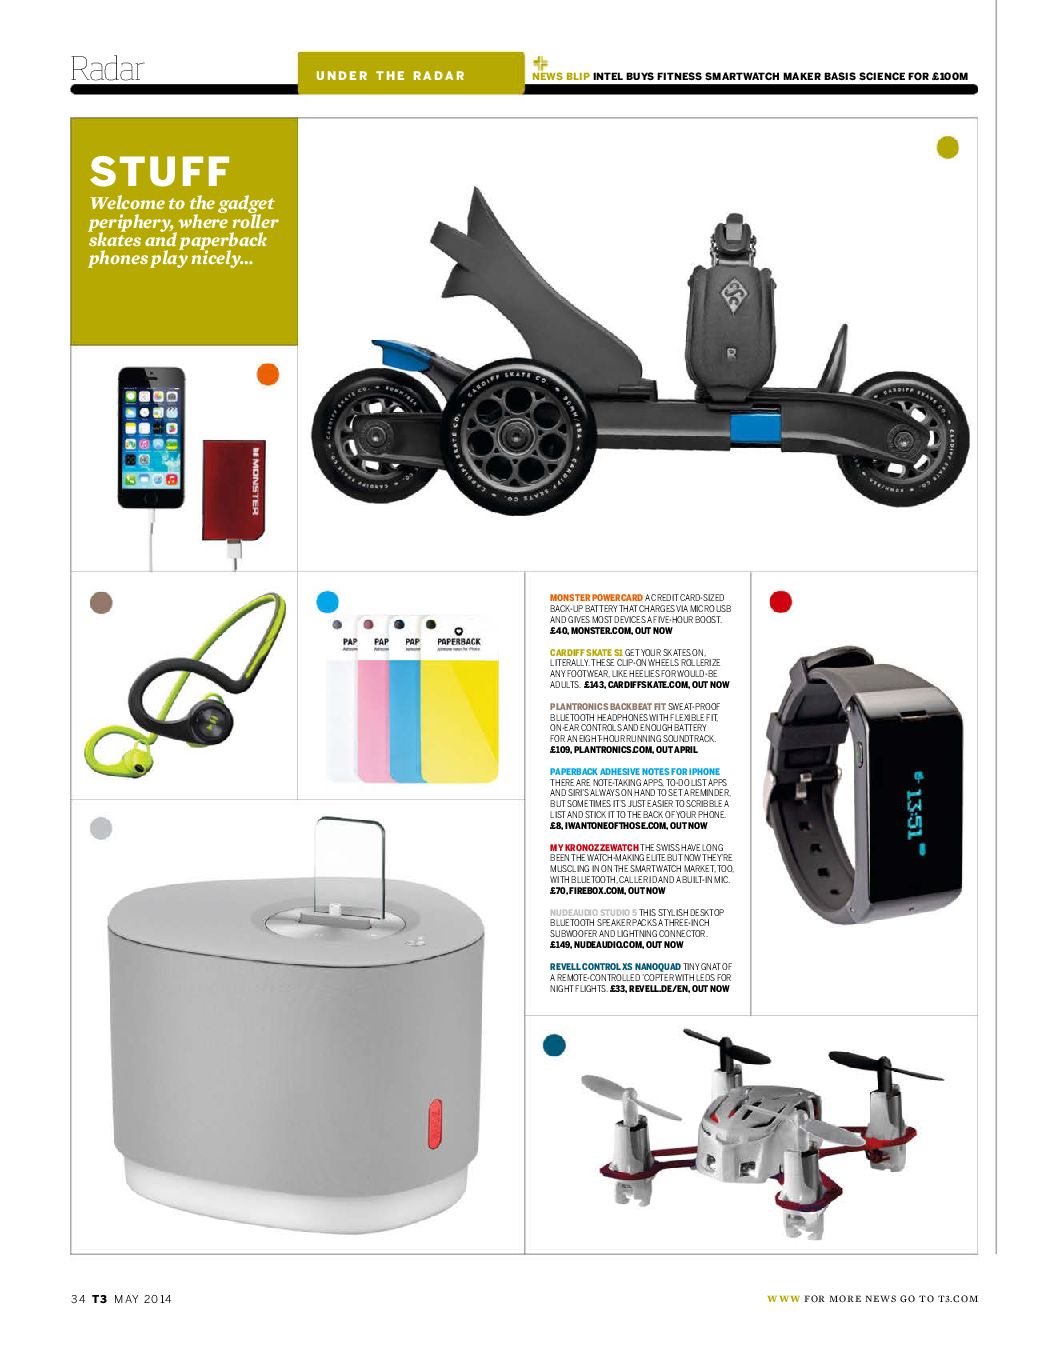 Radar
UNDER THE RADAR
NEWS BLIP INTEL BUYS FITNESS SMARTWATCH MAKER BASIS SCIENCE FOR £100M
STUFF
Welcome to the gadget
periphery, where roller
skates and paperback
phones play nicely...
R
CARDIFF SKATE CO.
CARDIFF SKATE CO.
CARDIFF SKATE CO.
MONSTER
PAP
PAP
PAP
PAPERBACK
MONSTER POWERCARD A CREDIT CARD-SIZED
BACK-UP BATTERY THAT CHARGES VIA MICRO USB
AND GIVES MOST DEVICES A FIVE-HOUR BOOST.
£40, MONSTER.COM, OUT NOW
CARDIFF SKATE S1 GET YOUR SKATES ON,
LITERALLY. THESE CLIP-ON WHEELS ROLLERIZE
ANY FOOTWEAR, LIKE HEELIES FOR WOULD-BE
ADULTS. £143, CARDIFFSKATE.COM, OUT NOW
PLANTRONICS BACKBEAT FIT SWEAT-PROOF
BLUETOOTH HEADPHONES WITH FLEXIBLE FIT,
ON-EAR CONTROLS AND ENOUGH BATTERY
FOR AN EIGHT-HOUR RUNNING SOUNDTRACK.
£109, PLANTRONICS.COM, OUT APRIL
PAPERBACK ADHESIVE NOTES FOR IPHONE
THERE ARE NOTE-TAKING APPS, TO-DO LIST APPS
AND SIRI'S ALWAYS ON HAND TO SET A REMINDER,
BUT SOMETIMES IT'S JUST EASIER TO SCRIBBLE A
LIST AND STICK IT TO THE BACK OF YOUR PHONE.
£8, IWANTONEOFTHOSE.COM, OUT NOW
MY KRONOZ ZEWATCH THE SWISS HAVE LONG
BEEN THE WATCH-MAKING ELITE BUT NOW THEY'RE
MUSCLING IN ON THE SMARTWATCH MARKET, TOO,
WITH BLUETOOTH, CALLER ID AND A BUILT-IN MIC.
£70, FIREBOX.COM, OUT NOW
NUDEAUDIO STUDIO 5 THIS STYLISH DESKTOP
BLUETOOTH SPEAKER PACKS A THREE-INCH
SUBWOOFER AND LIGHTNING CONNECTOR.
£149, NUDEAUDIO.COM, OUT NOW
REVELL CONTROL XS NANOQUAD TINY GNAT OF
A REMOTE-CONTROLLED 'COPTER WITH LEDS FOR
NIGHT FLIGHTS. £33, REVELL.DE/EN, OUT NOW
13:51
34 T3 MAY 2014
WWW FOR MORE NEWS GO TO T3.COM